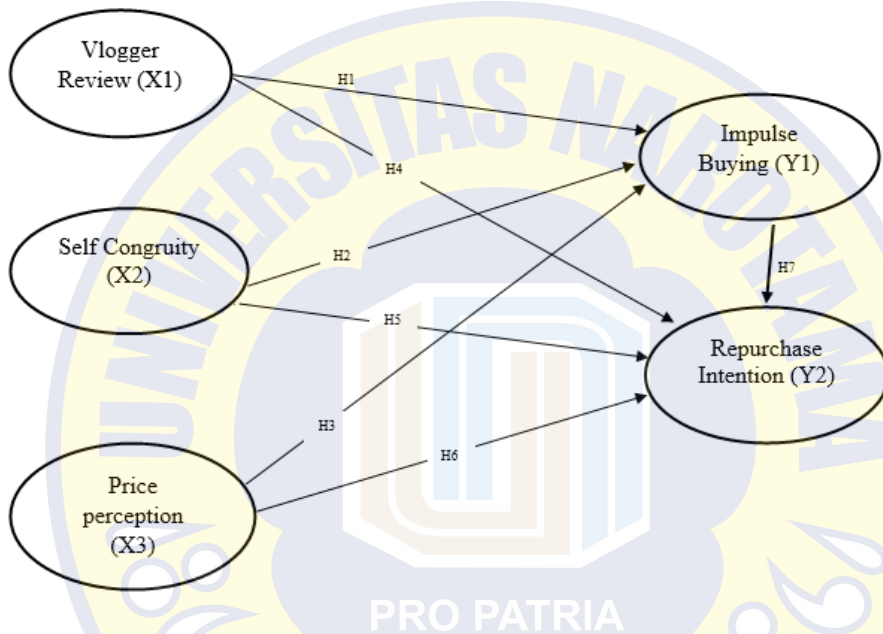 Vlogger
Review (X1)
H1
Impulse
Buying (Y1)
H4
Self Congruity
(X2)
H2
H7
H5
Repurchase
Intention (Y2)
H3
H6
Price
perception
(X3)
UNIVERSITAS NAROTAMA
PRO PATRIA